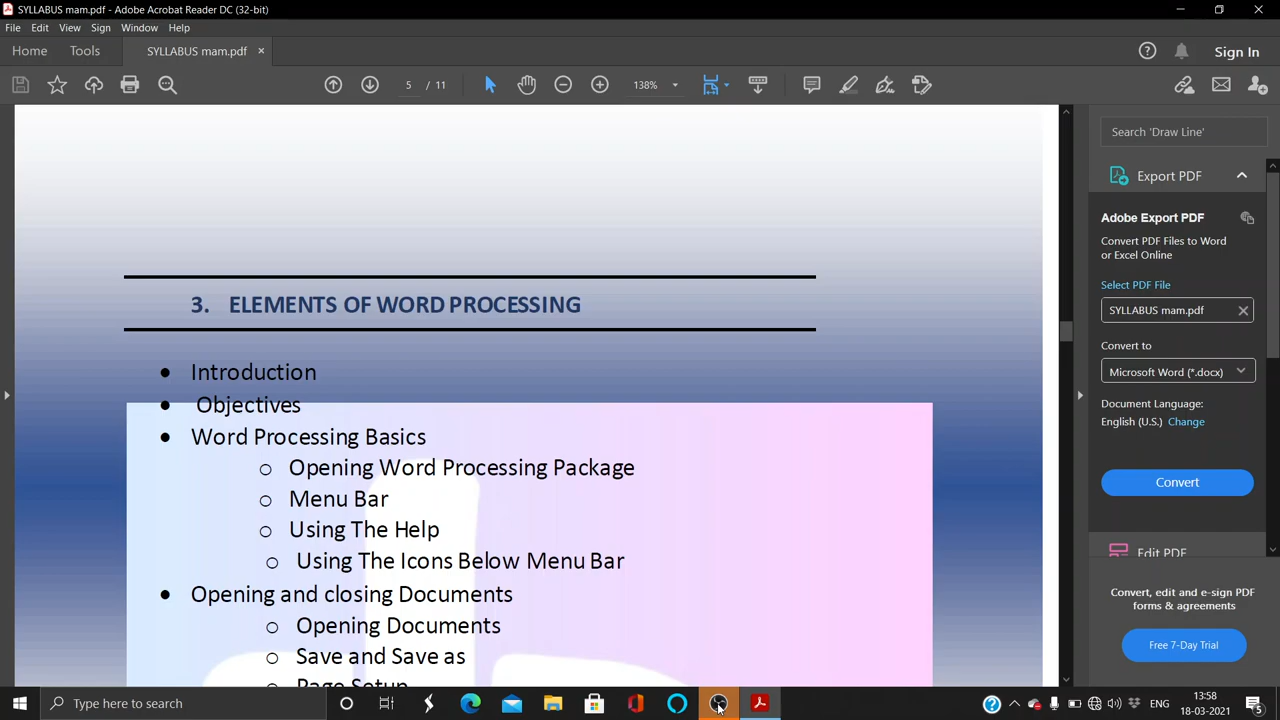 SYLLABUS mam.pdf - Adobe Acrobat Reader DC (32-bit)
File Edit View Sign Window Help
Home Tools SYLLABUS mam.pdf × Sign In
5 / 11 138%
Search 'Draw Line'
Export PDF
Adobe Export PDF
Convert PDF Files to Word
or Excel Online
Select PDF File
SYLLABUS mam.pdf
Convert to
Microsoft Word (*.docx)
Document Language:
English (U.S.) Change
Convert
Edit PDF
Convert, edit and e-sign PDF
forms & agreements
Free 7-Day Trial
3. ELEMENTS OF WORD PROCESSING
• Introduction
• Objectives
• Word Processing Basics
o Opening Word Processing Package
o Menu Bar
o Using The Help
o Using The Icons Below Menu Bar
• Opening and closing Documents
o Opening Documents
o Save and Save as
o Page Setup
Type here to search
ENG
13:58
18-03-2021
5